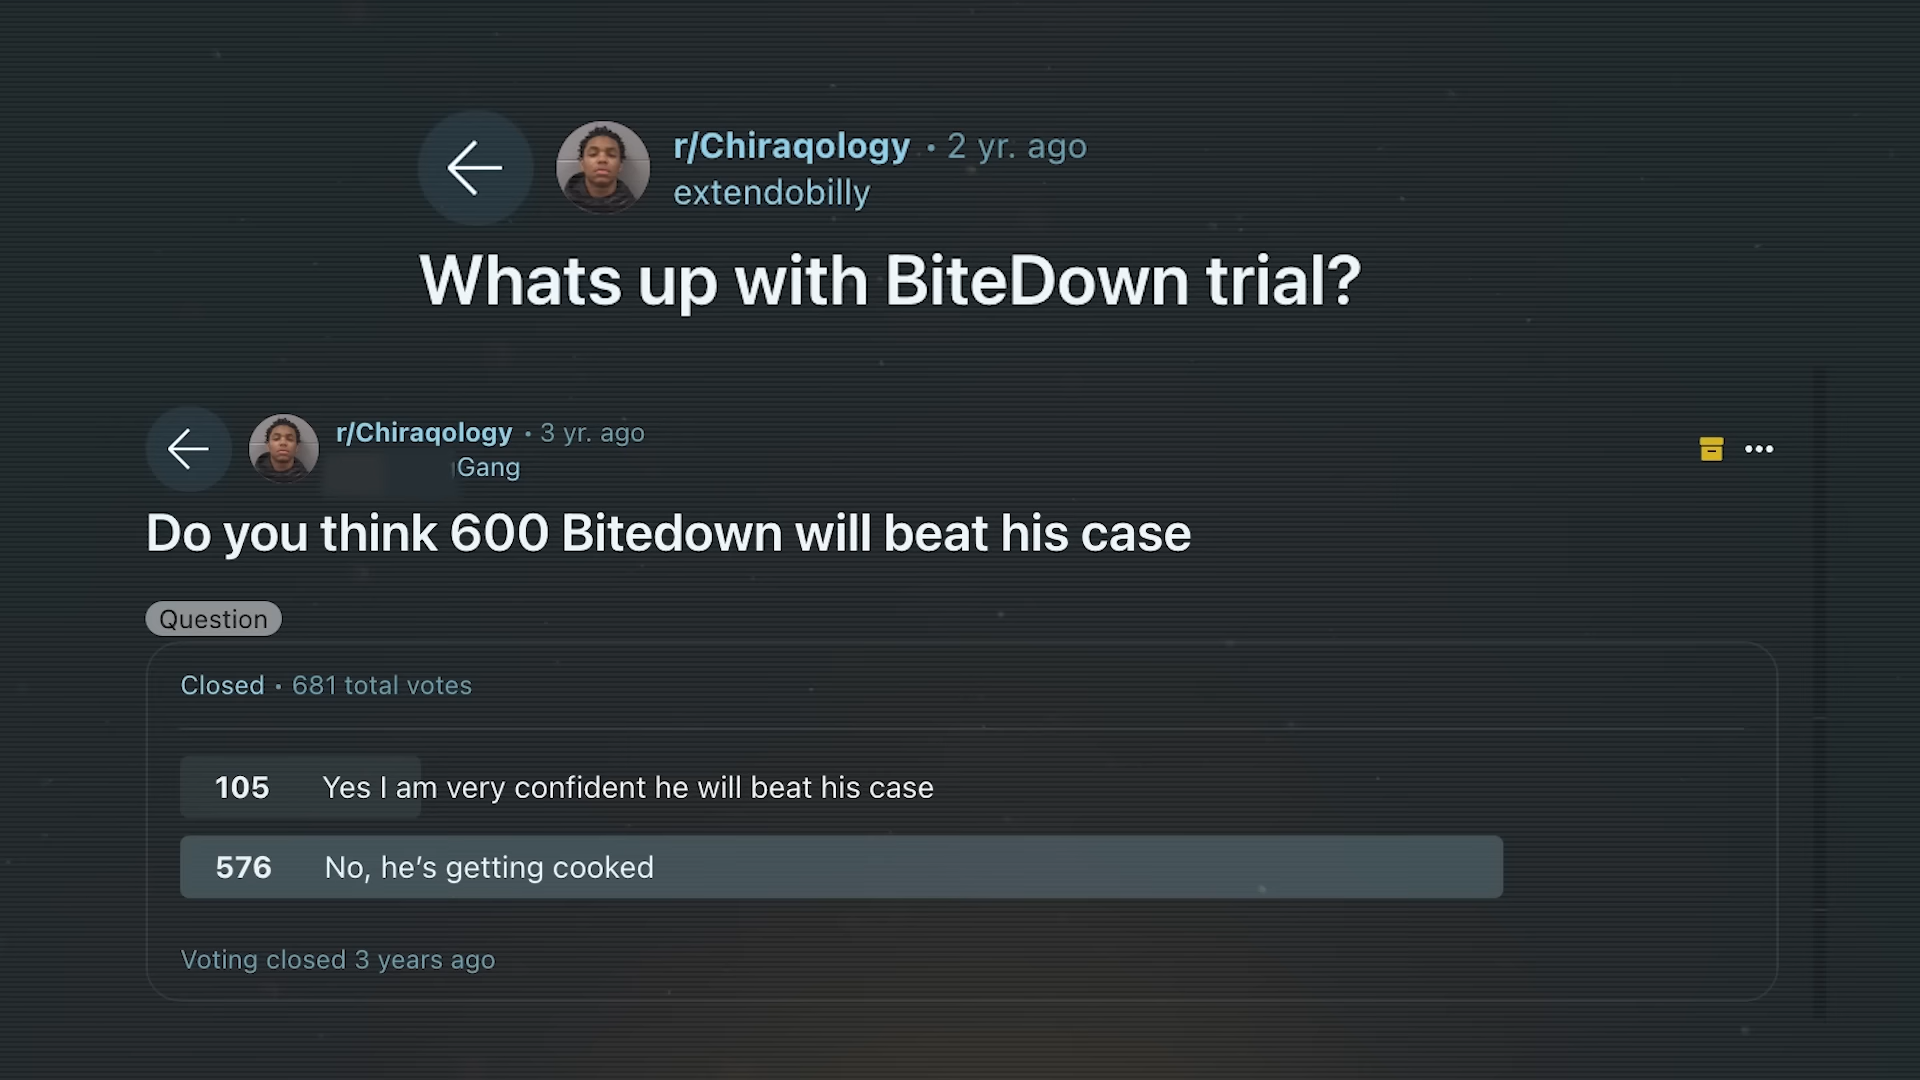 r/Chiraqology • 2 yr. ago
extendobilly
Whats up with BiteDown trial?
r/Chiraqology • 3 yr. ago
Gang
Do you think 600 Bitedown will beat his case
Question
Closed • 681 total votes
105 Yes I am very confident he will beat his case
576 No, he’s getting cooked
Voting closed 3 years ago